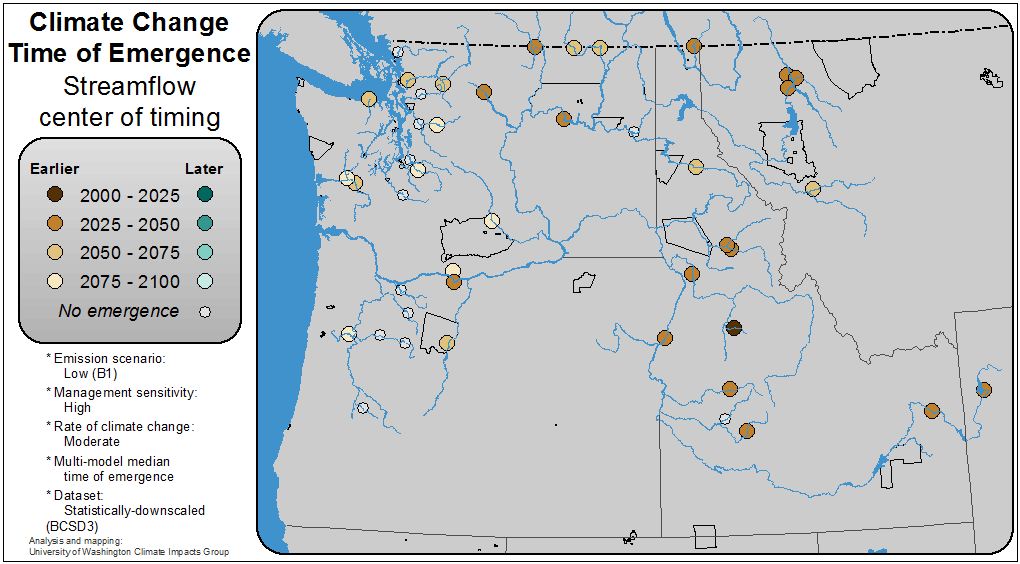 Climate Change
Time of Emergence
Streamflow
center of timing
Earlier Later
2000 - 2025
2025 - 2050
2050 - 2075
2075 - 2100
No emergence
* Emission scenario:
Low (B1)
* Management sensitivity:
High
* Rate of climate change:
Moderate
* Multi-model median
time of emergence
* Dataset:
Statistically-downscaled
(BCSD3)
Analysis and mapping:
University of Washington Climate Impacts Group